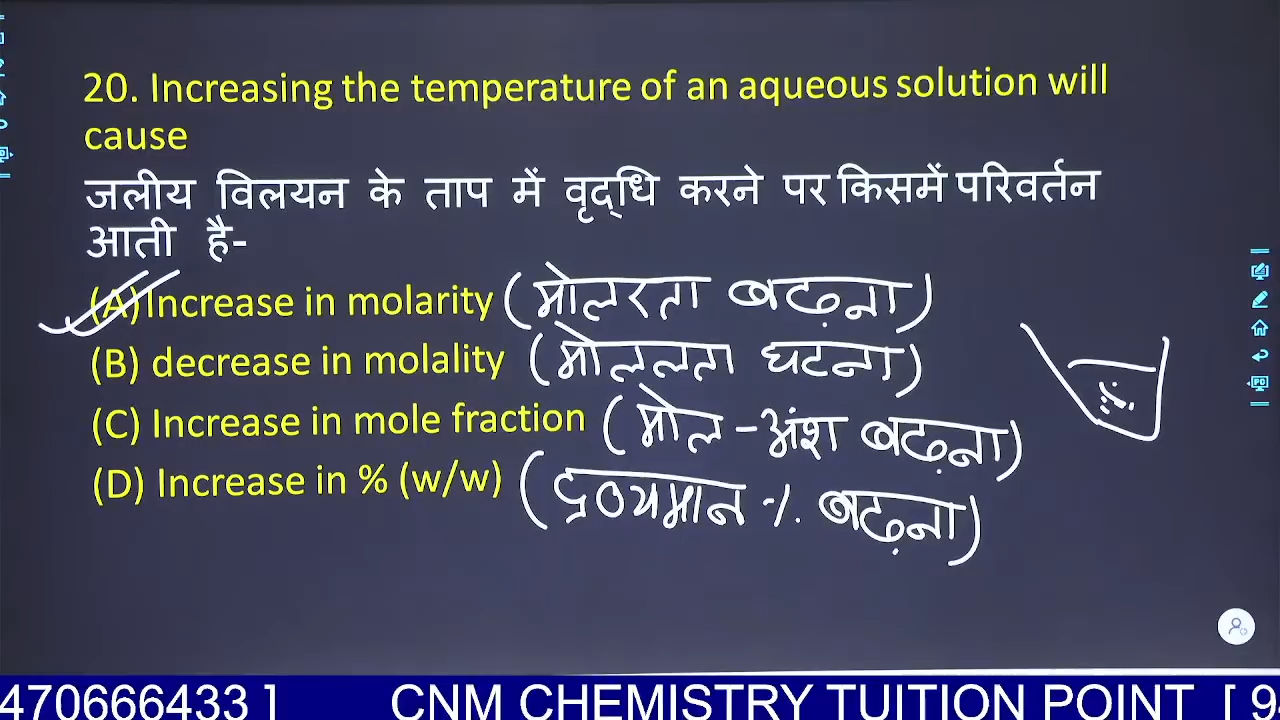 20. Increasing the temperature of an aqueous solution will
cause
जलीय विलयन के ताप में वृद्धि करने पर किसमें परिवर्तन
आती है-
(A)Increase in molarity (मोलरता बढ़ना)
(B) decrease in molality (मोललता घटना)
(C) Increase in mole fraction (मोल-अंश बढ़ना)
(D) Increase in % (w/w) (द्रव्यमान % बढ़ना)
470666433 ] CNM CHEMISTRY TUITION POINT [ 9